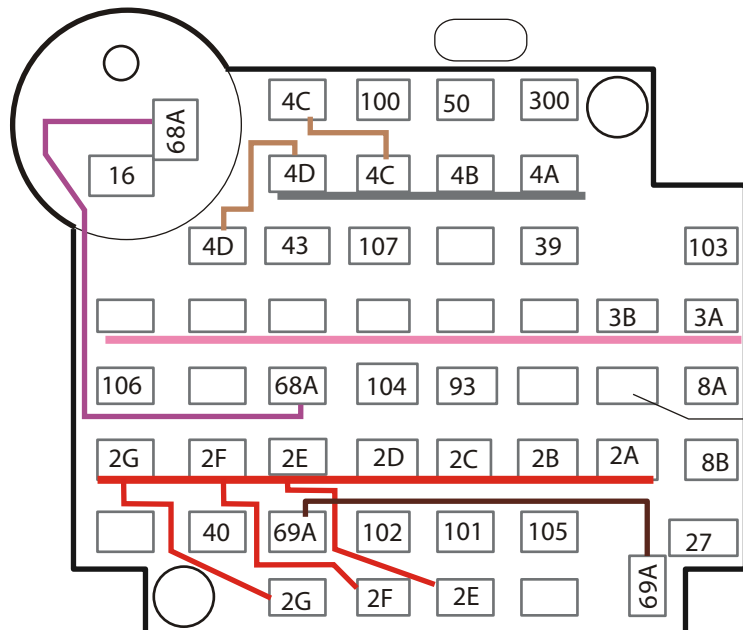 4C 100 50 300
68A
16 4D 4C 4B 4A
4D 43 107 39 103
3B 3A
106 68A 104 93 8A
2G 2F 2E 2D 2C 2B 2A 8B
40 69A 102 101 105 27
2G 2F 2E 69A